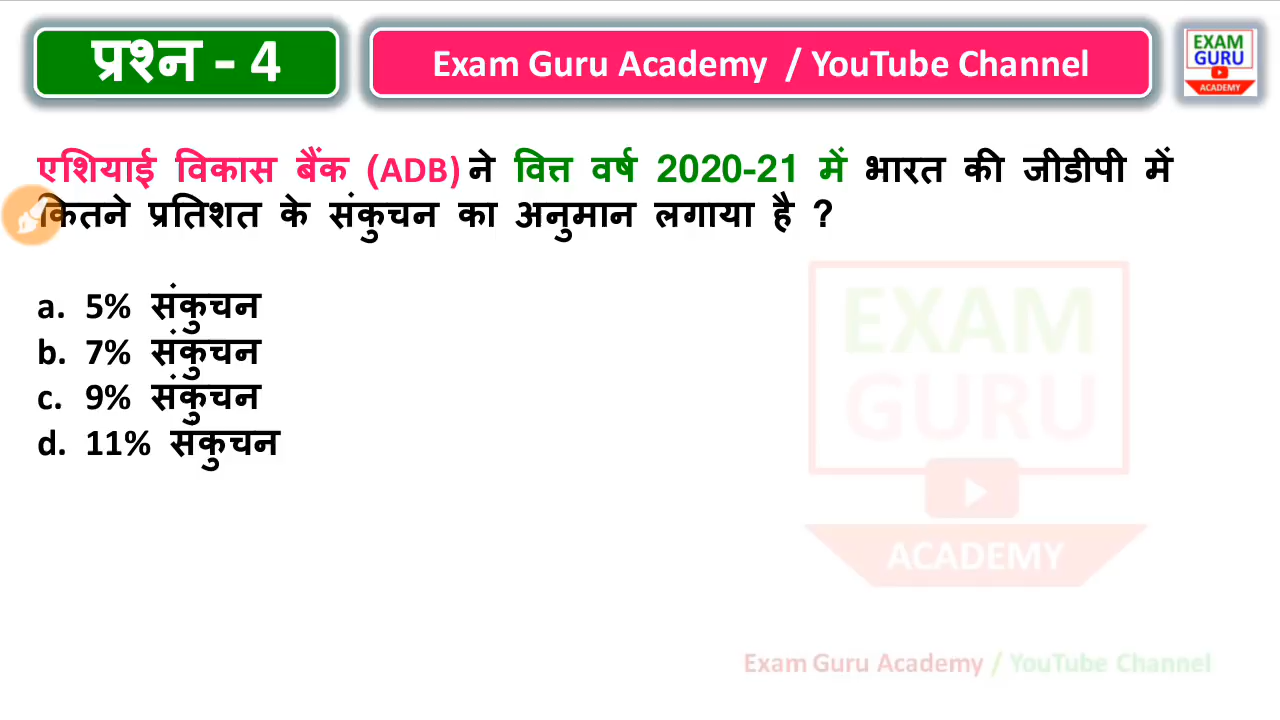 प्रश्न - 4
Exam Guru Academy / YouTube Channel
EXAM
GURU
ACADEMY
एशियाई विकास बैंक (ADB) ने वित्त वर्ष 2020-21 में भारत की जीडीपी में
कितने प्रतिशत के संकुचन का अनुमान लगाया है ?
a. 5% संकुचन
b. 7% संकुचन
c. 9% संकुचन
d. 11% संकुचन
EXAM
GURU
ACADEMY
Exam Guru Academy / YouTube Channel